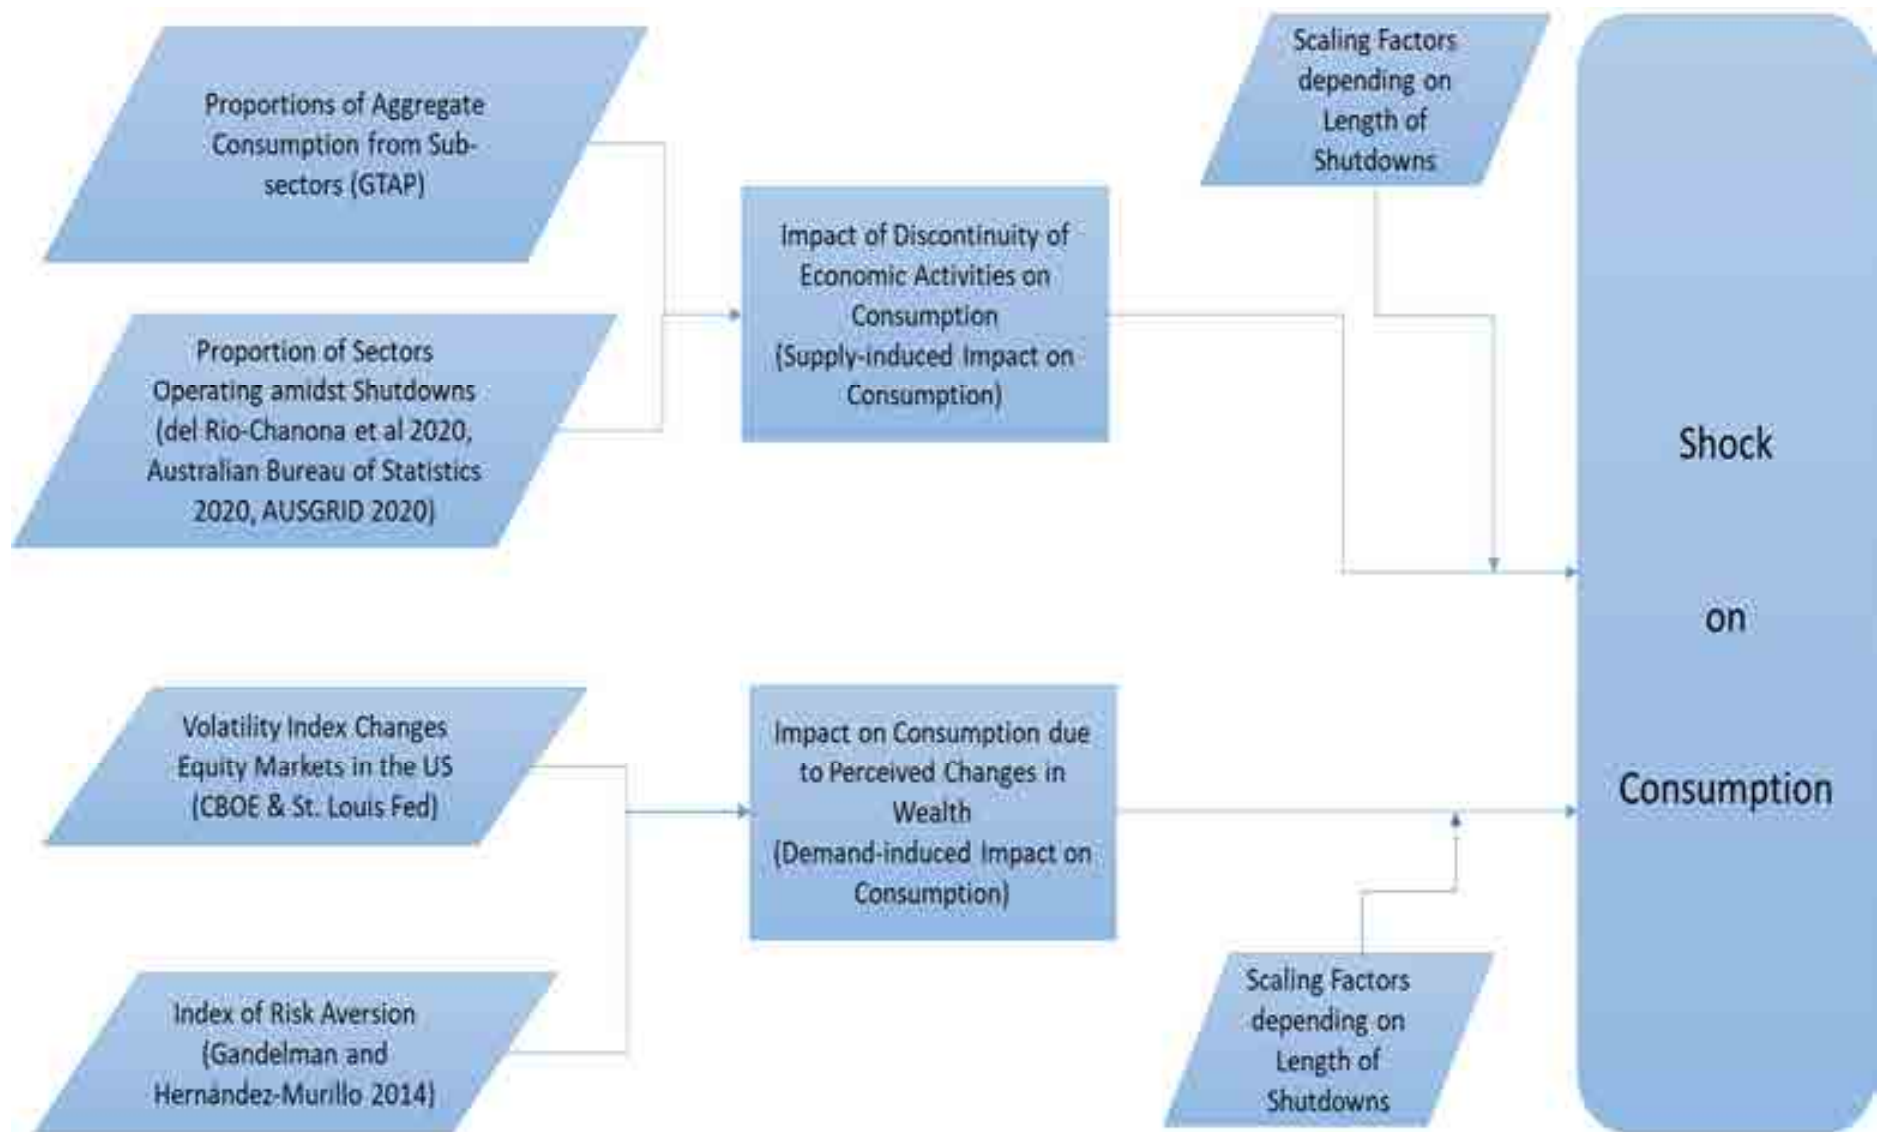 Proportions of Aggregate
Consumption from Sub-
sectors (GTAP)
Proportion of Sectors
Operating amidst Shutdowns
(del Rio-Chanona et al 2020,
Australian Bureau of Statistics
2020, AUSGRID 2020)
Impact of Discontinuity of
Economic Activities on
Consumption
(Supply-induced Impact on
Consumption)
Scaling Factors
depending on
Length of
Shutdowns
Volatility Index Changes
Equity Markets in the US
(CBOE & St. Louis Fed)
Index of Risk Aversion
(Gandelman and
Hernández-Murillo 2014)
Impact on Consumption due
to Perceived Changes in
Wealth
(Demand-induced Impact on
Consumption)
Scaling Factors
depending on
Length of
Shutdowns
Shock
on
Consumption